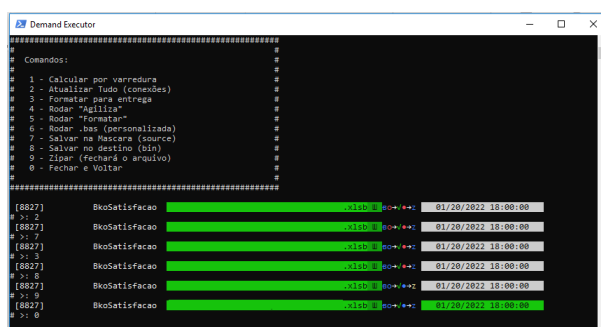 Demand Executor
########################################################
# #
# Comandos: #
# #
# 1 - Calcular por varredura #
# 2 - Atualizar Tudo (conexões) #
# 3 - Formatar para entrega #
# 4 - Rodar "Agiliza" #
# 5 - Rodar "Formatar" #
# 6 - Rodar .bas (personalizada) #
# 7 - Salvar na Mascara (source) #
# 8 - Salvar no destino (bin) #
# 9 - Zipar (fechará o arquivo) #
# 0 - Fechar e Voltar #
# #
########################################################
[8827] BkoSatisfacao .xlsb 01/20/2022 18:00:00
# >: 2
[8827] BkoSatisfacao .xlsb 01/20/2022 18:00:00
# >: 7
[8827] BkoSatisfacao .xlsb 01/20/2022 18:00:00
# >: 3
[8827] BkoSatisfacao .xlsb 01/20/2022 18:00:00
# >: 8
[8827] BkoSatisfacao .xlsb 01/20/2022 18:00:00
# >: 9
[8827] BkoSatisfacao .xlsb 01/20/2022 18:00:00
# >: 0